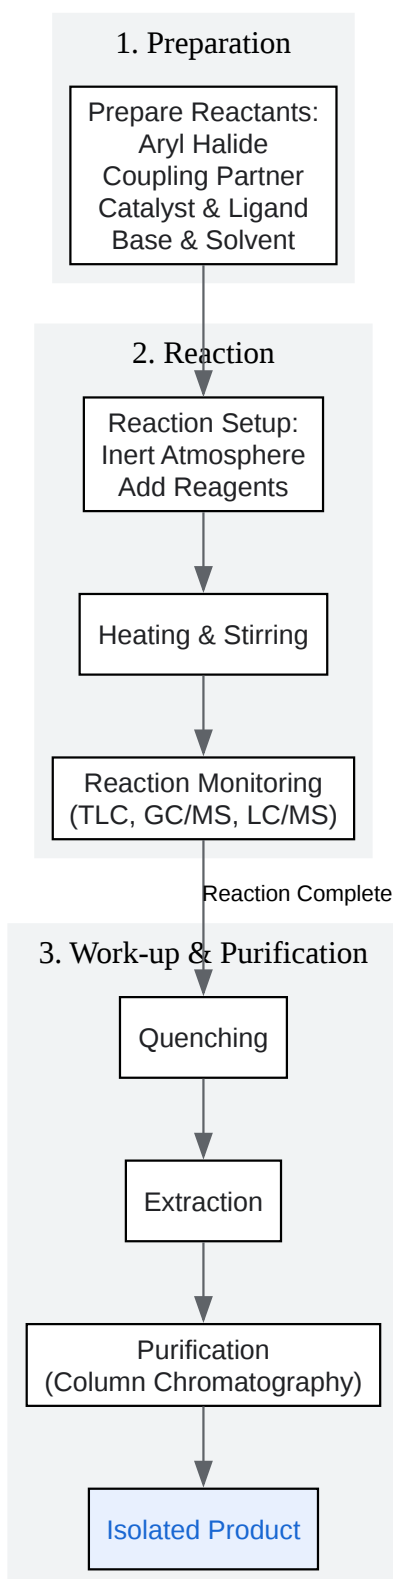 1. Preparation
Prepare Reactants:
Aryl Halide
Coupling Partner
Catalyst & Ligand
Base & Solvent
2. Reaction
Reaction Setup:
Inert Atmosphere
Add Reagents
Heating & Stirring
Reaction Monitoring
(TLC, GC/MS, LC/MS)
Reaction Complete
3. Work-up & Purification
Quenching
Extraction
Purification
(Column Chromatography)
Isolated Product